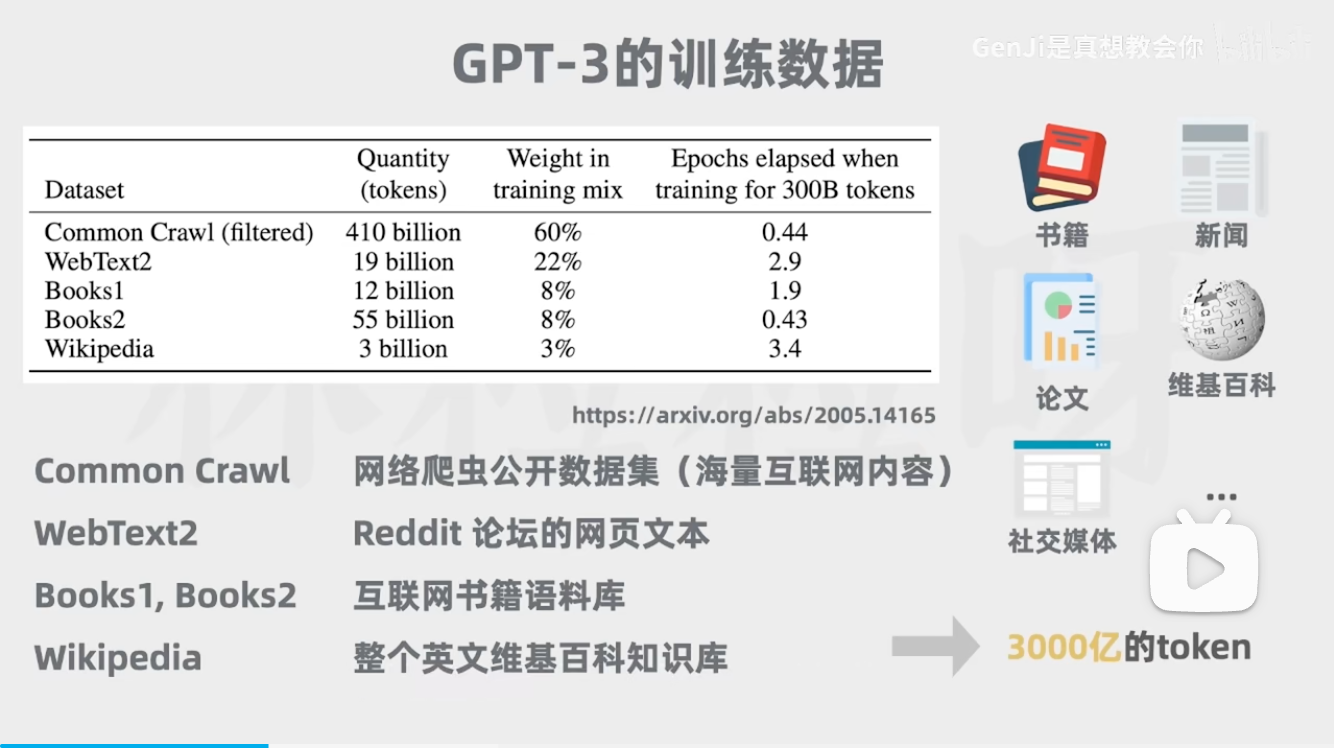 GPT-3的训练数据
GenJi是真想教会你
bilibili
Dataset Quantity (tokens) Weight in training mix Epochs elapsed when training for 300B tokens
Common Crawl (filtered) 410 billion 60% 0.44
WebText2 19 billion 22% 2.9
Books1 12 billion 8% 1.9
Books2 55 billion 8% 0.43
Wikipedia 3 billion 3% 3.4
https://arxiv.org/abs/2005.14165
Common Crawl 网络爬虫公开数据集（海量互联网内容）
WebText2 Reddit 论坛的网页文本
Books1, Books2 互联网书籍语料库
Wikipedia 整个英文维基百科知识库
书籍 新闻
论文 维基百科
社交媒体 ...
3000亿的token